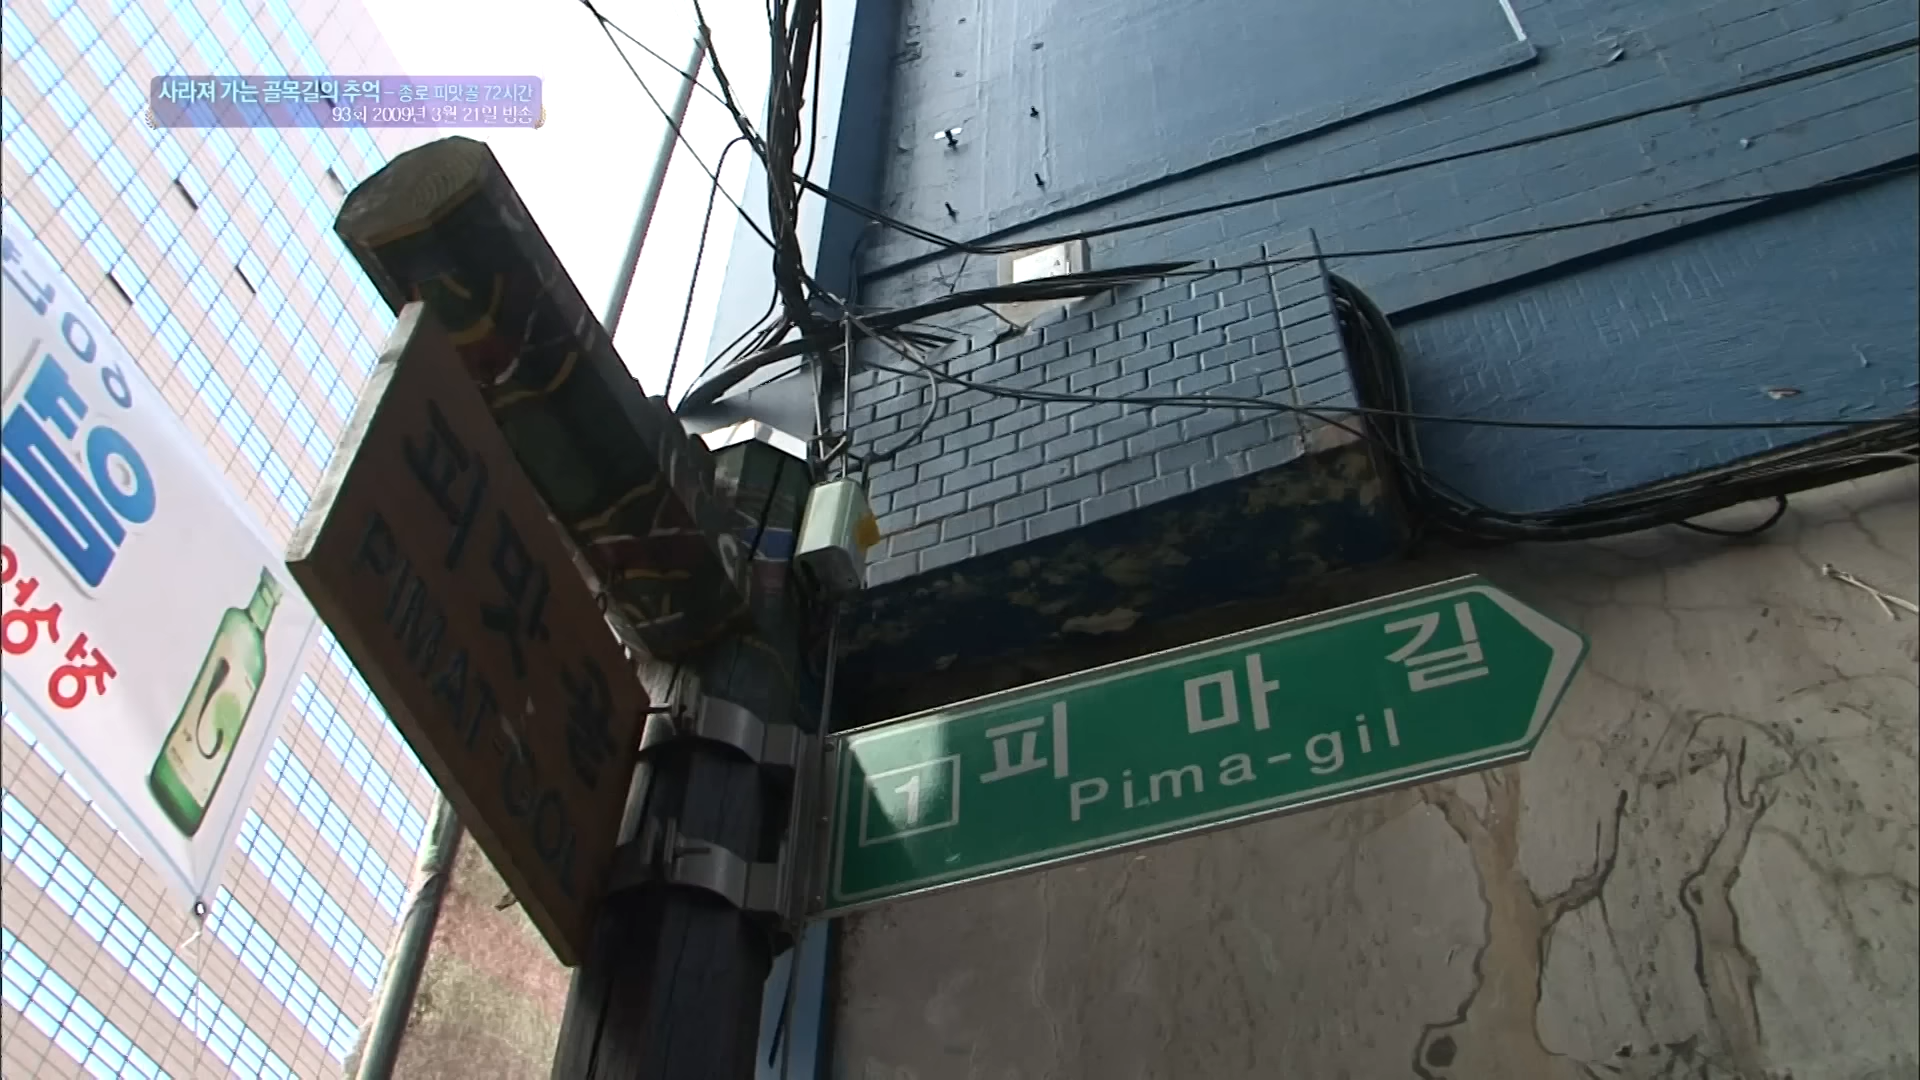 사라져 가는 골목길의 추억 - 종로 피맛골 72시간
93회 2009년 3월 21일 방송
피맛골
PIMAT-GOL
1 피 마 길
Pima-gil